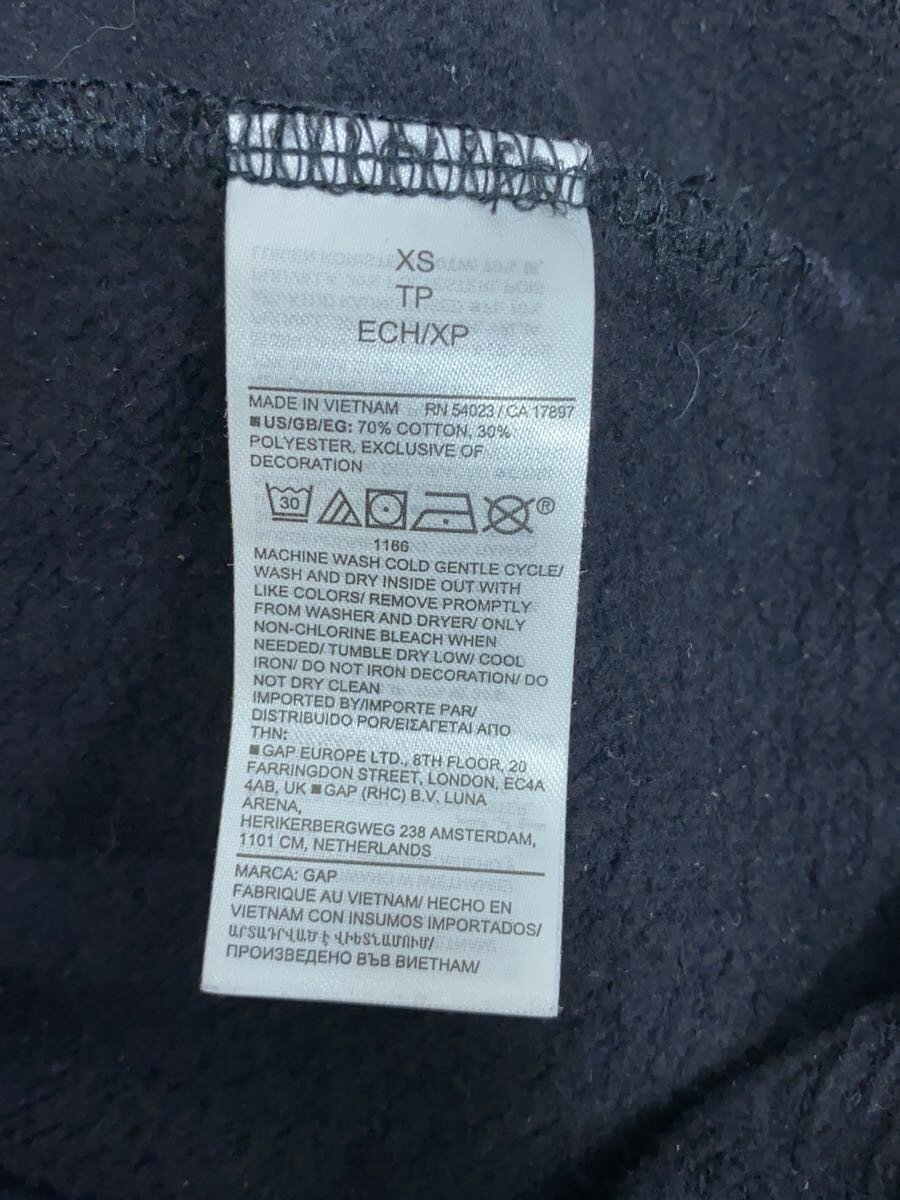 XS
TP
ECH/XP
MADE IN VIETNAM RN 54023 / CA 17897
US/GB/EG: 70% COTTON, 30%
POLYESTER, EXCLUSIVE OF
DECORATION
30
®
1166
MACHINE WASH COLD GENTLE CYCLE/
WASH AND DRY INSIDE OUT WITH
LIKE COLORS/ REMOVE PROMPTLY
FROM WASHER AND DRYER/ ONLY
NON-CHLORINE BLEACH WHEN
NEEDED/ TUMBLE DRY LOW/ COOL
IRON/ DO NOT IRON DECORATION/ DO
NOT DRY CLEAN
IMPORTED BY/IMPORTE PAR/
DISTRIBUIDO POR/ΕΙΣΑΓΕΤΑΙ ΑΠΟ
ΤΗΝ:
■GAP EUROPE LTD., 8TH FLOOR, 20
FARRINGDON STREET, LONDON, EC4A
4AB, UK ■GAP (RHC) B.V. LUNA
ARENA,
HERIKERBERGWEG 238 AMSTERDAM,
1101 CM, NETHERLANDS
MARCA: GAP
FABRIQUE AU VIETNAM/ HECHO EN
VIETNAM CON INSUMOS IMPORTADOS/
ԱՐՏԱԴՐՎԱԾ Է ՎԻԵՏՆԱՄՈՒՄ/
ПРОИЗВЕДЕНО ВЪВ ВИЕТНАМ/